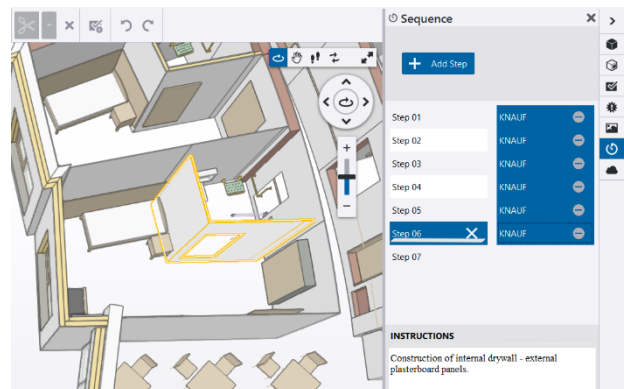 Sequence
+ Add Step
Step 01 KNAUF
Step 02 KNAUF
Step 03 KNAUF
Step 04 KNAUF
Step 05 KNAUF
Step 06 KNAUF
Step 07
INSTRUCTIONS
Construction of internal drywall - external
plasterboard panels.